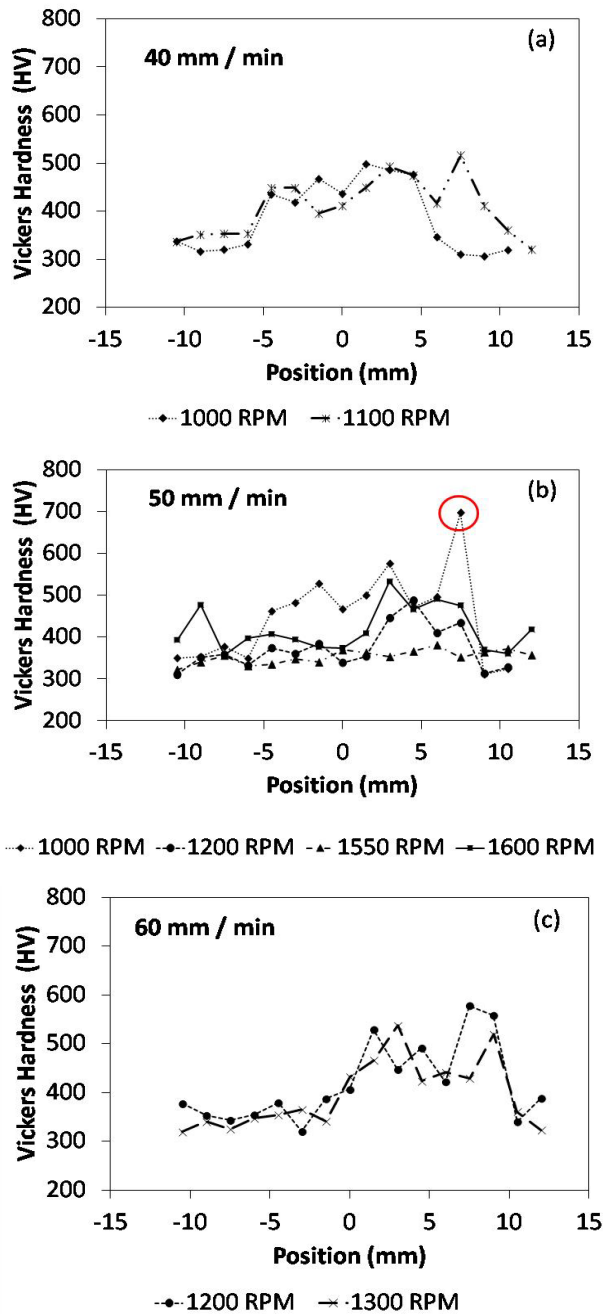 800
(a)
40 mm / min
700
600
500
400
300
200
Vickers Hardness (HV)
-15 -10 -5 0 5 10 15
Position (mm)
1000 RPM 1100 RPM
800
(b)
50 mm / min
700
600
500
400
300
200
Vickers Hardness (HV)
-15 -10 -5 0 5 10 15
Position (mm)
1000 RPM 1200 RPM 1550 RPM 1600 RPM
800
(c)
60 mm / min
700
600
500
400
300
200
Vickers Hardness (HV)
-15 -10 -5 0 5 10 15
Position (mm)
1200 RPM 1300 RPM